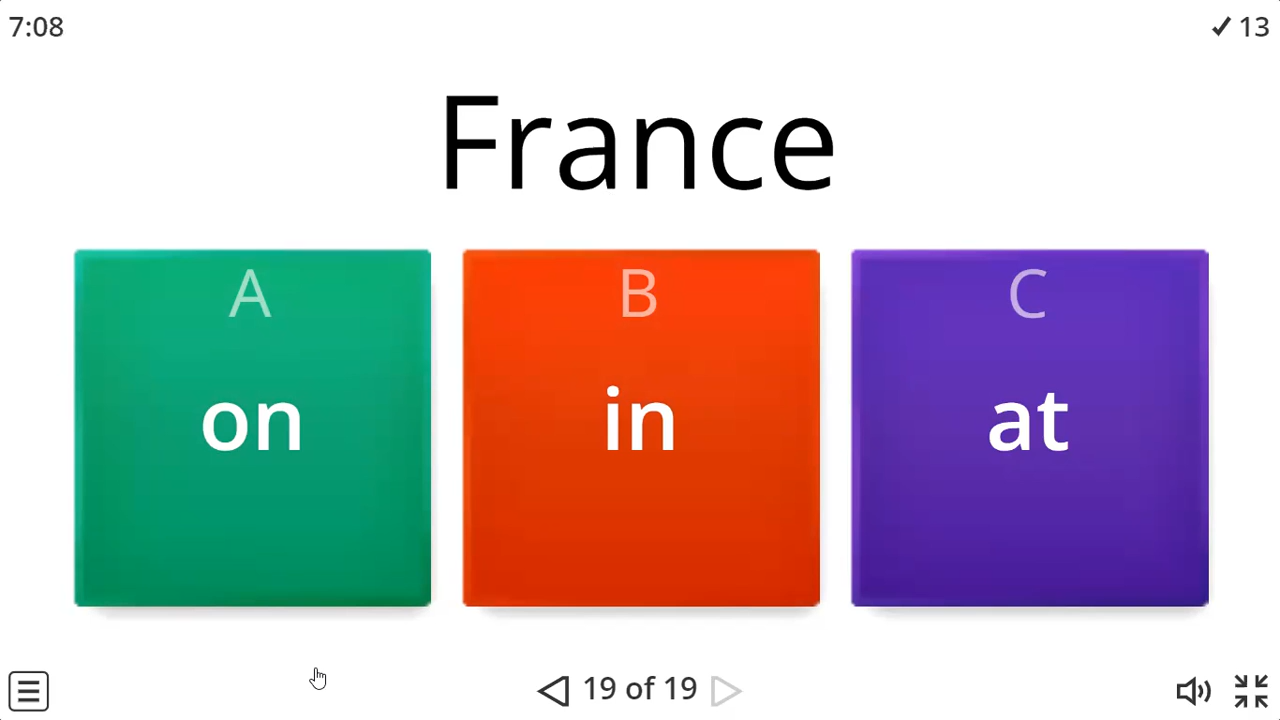 7:08
✓ 13
France
A
on
B
in
C
at
19 of 19